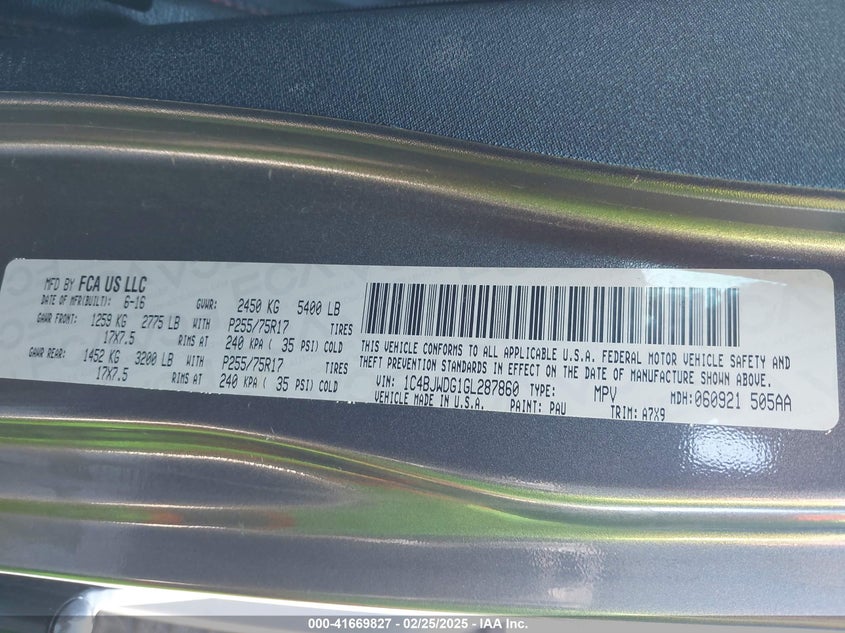 MFD BY FCA US LLC
DATE OF MFR(BUILT): 6-16 GVWR: 2450 KG 5400 LB
GAWR FRONT: 1259 KG 2775 LB WITH P255/75R17 TIRES
17X7.5 RIMS AT 240 KPA ( 35 PSI) COLD
GAWR REAR: 1452 KG 3200 LB WITH P255/75R17 TIRES
17X7.5 RIMS AT 240 KPA ( 35 PSI) COLD
THIS VEHICLE CONFORMS TO ALL APPLICABLE U.S.A. FEDERAL MOTOR VEHICLE SAFETY AND
THEFT PREVENTION STANDARDS IN EFFECT ON THE DATE OF MANUFACTURE SHOWN ABOVE.
VIN: 1C4BJWDG1GL287860 TYPE: MPV MDH:060921 505AA
VEHICLE MADE IN U.S.A. PAINT: PAU TRIM: A7X9
000-41669827 - 02/25/2025 - IAA, Inc.